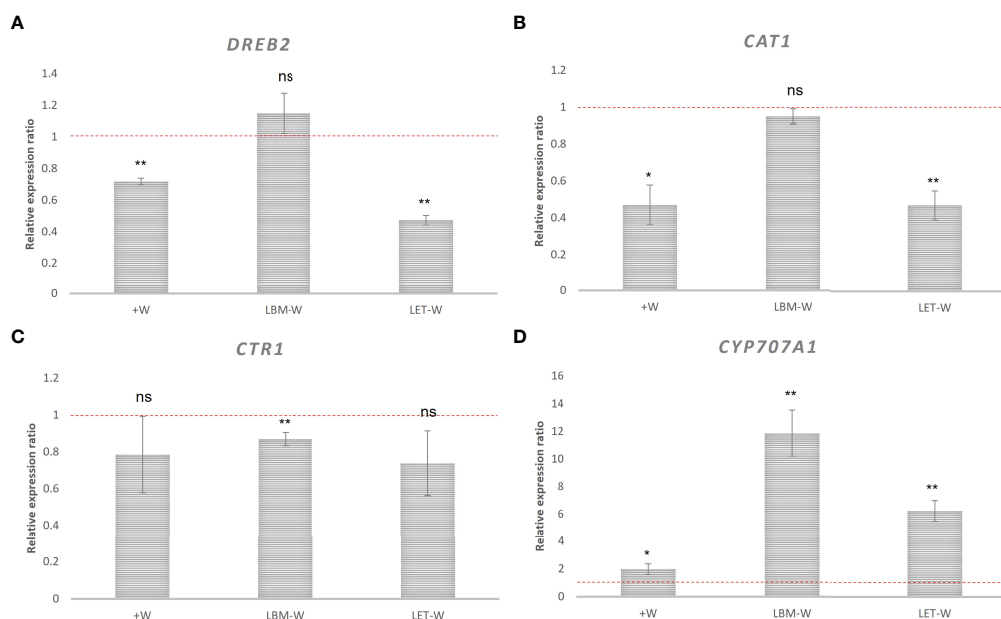 A
DREB2
Relative expression ratio
1.4
1.2
1
0.8
0.6
0.4
0.2
0
**
ns
**
+W
LBM-W
LET-W
B
CAT1
Relative expression ratio
1.2
1
0.8
0.6
0.4
0.2
0
*
ns
**
+W
LBM-W
LET-W
C
CTR1
Relative expression ratio
1.2
1
0.8
0.6
0.4
0.2
0
ns
**
ns
+W
LBM-W
LET-W
D
CYP707A1
Relative expression ratio
16
14
12
10
8
6
4
2
0
*
**
**
+W
LBM-W
LET-W